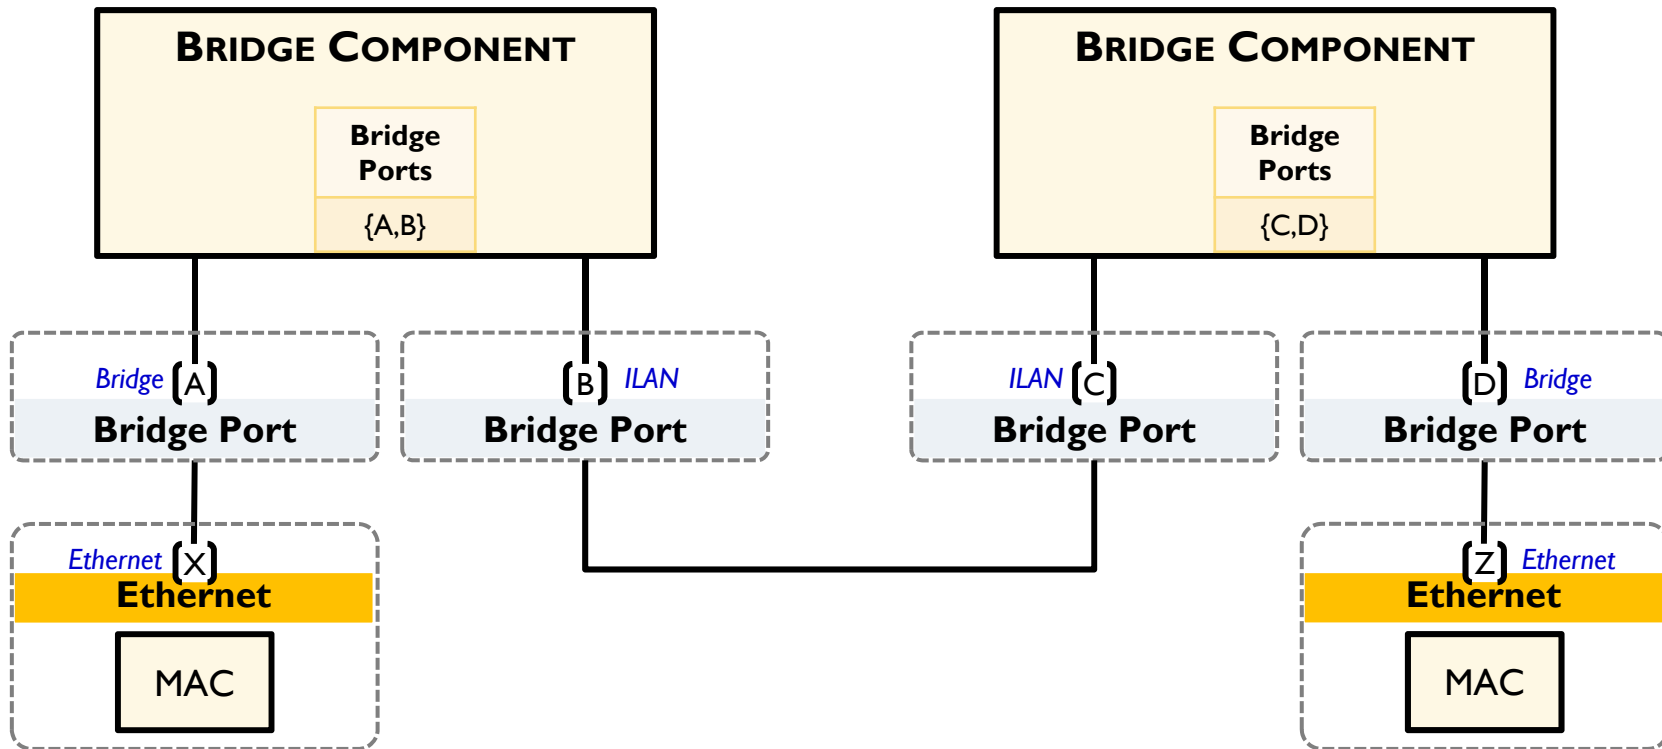 BRIDGE COMPONENT
BRIDGE COMPONENT
Bridge
Ports
{A,B}
Bridge
Ports
{C,D}
Bridge [A]
[B] ILAN
ILAN [C]
[D] Bridge
Bridge Port
Bridge Port
Bridge Port
Bridge Port
Ethernet [X]
[Z] Ethernet
Ethernet
Ethernet
MAC
MAC